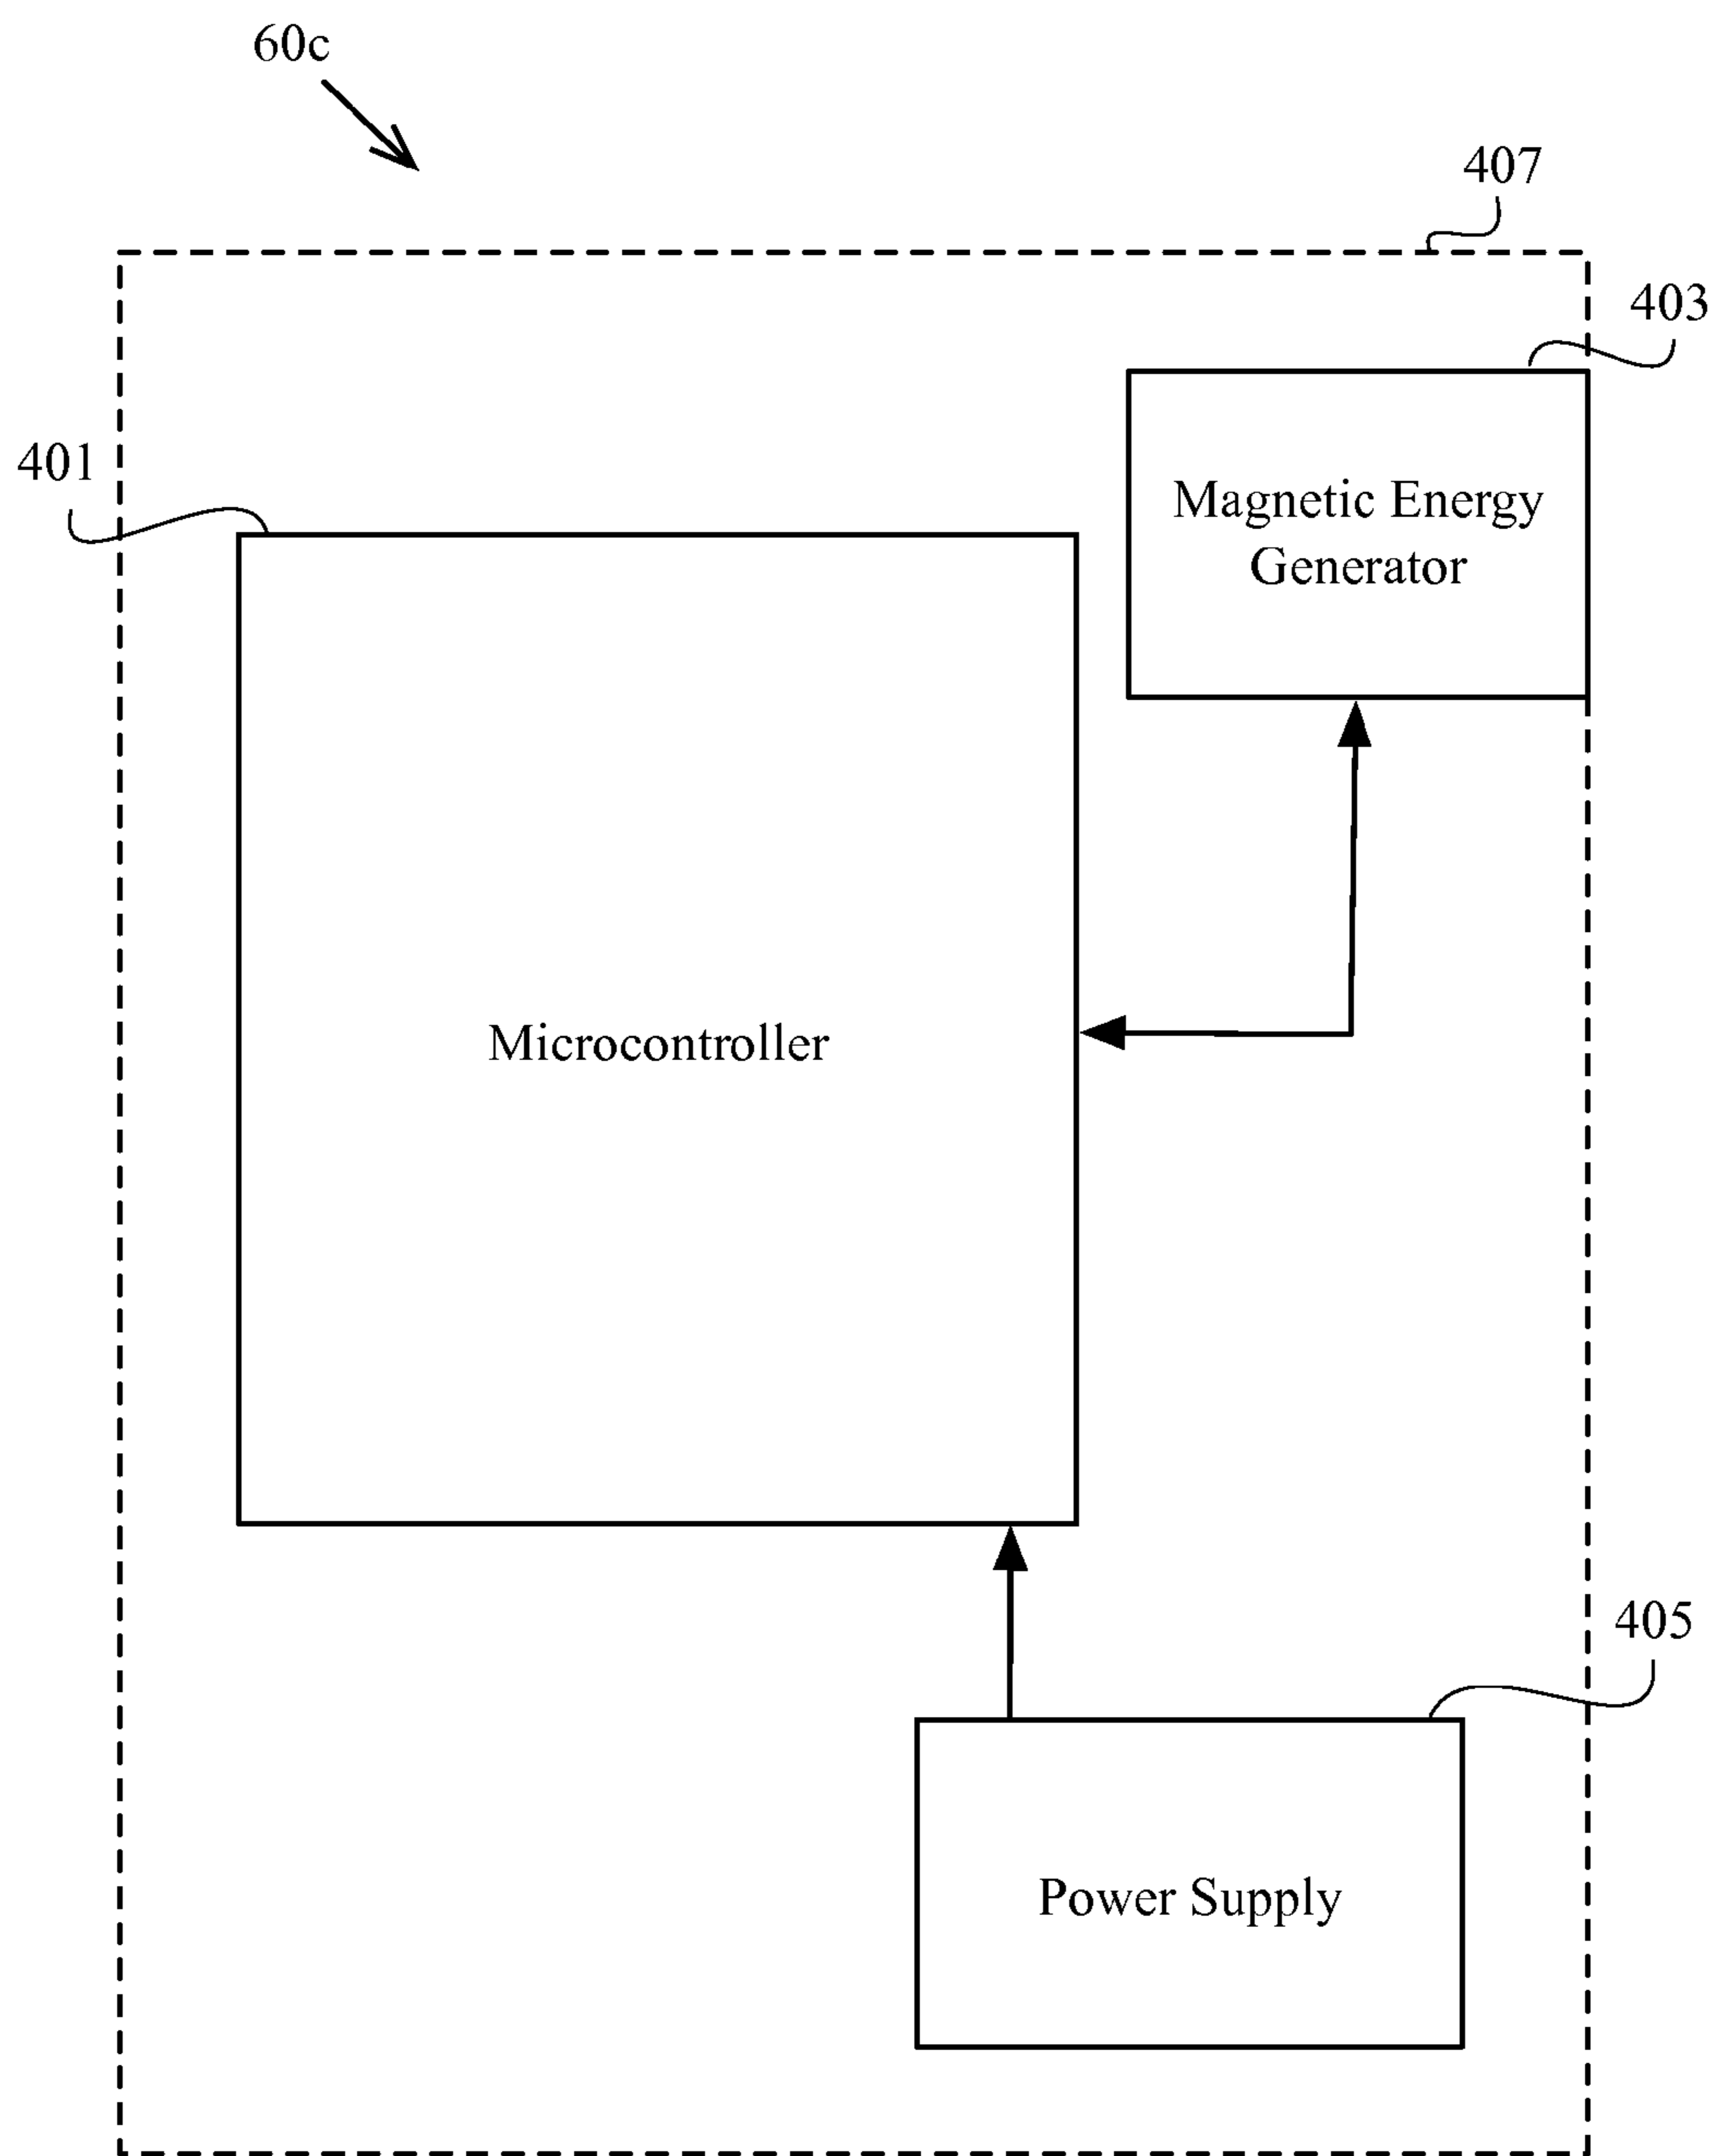 60c
407
403
401
Magnetic Energy
Generator
Microcontroller
405
Power Supply